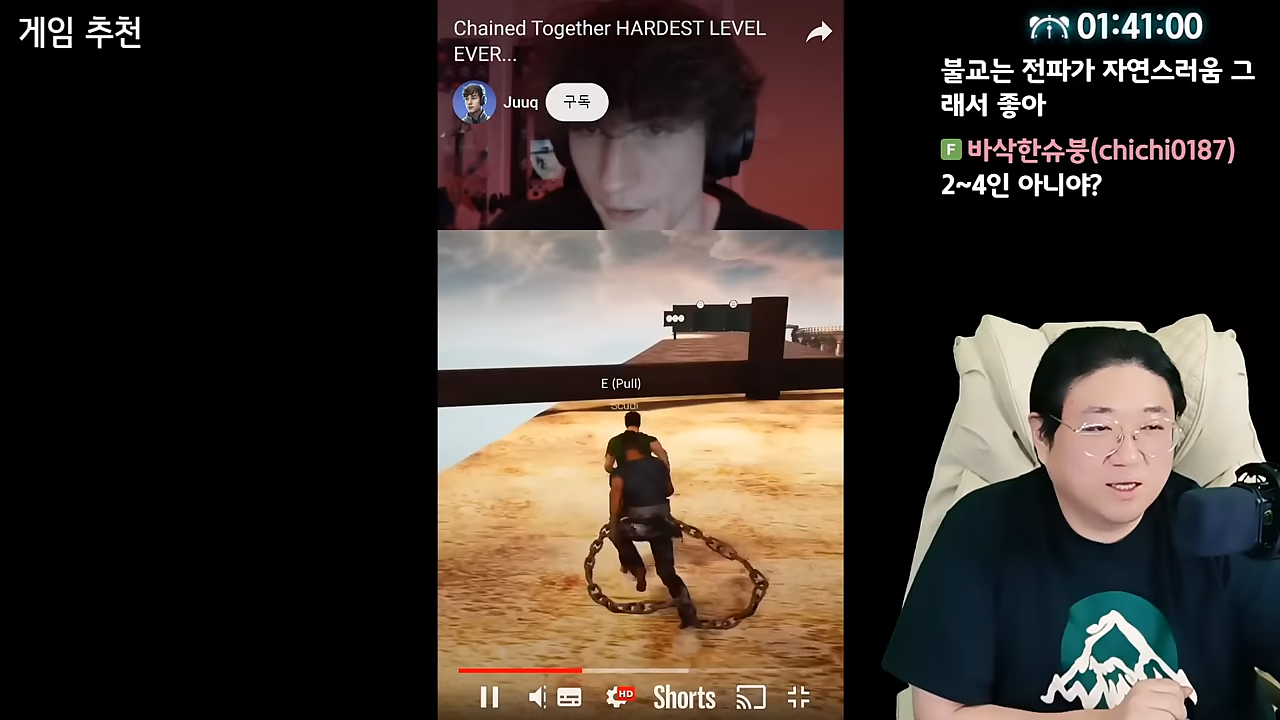 게임 추천
Chained Together HARDEST LEVEL
EVER...
Juuq
구독
E (Pull)
Scudi
HD
Shorts
01:41:00
불교는 전파가 자연스러움 그
래서 좋아
F 바삭한슈붕(chichi0187)
2~4인 아니야?